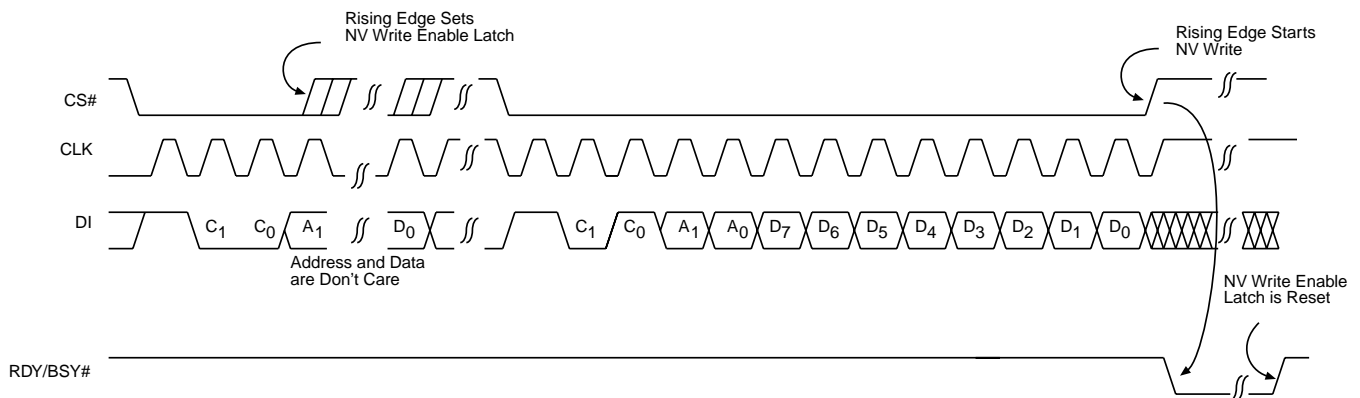 Rising Edge Sets
NV Write Enable Latch
Rising Edge Starts
NV Write
CS#
CLK
DI
C1 C0 A1 D0 C1 C0 A1 A0 D7 D6 D5 D4 D3 D2 D1 D0
Address and Data
are Don't Care
NV Write Enable
Latch is Reset
RDY/BSY#